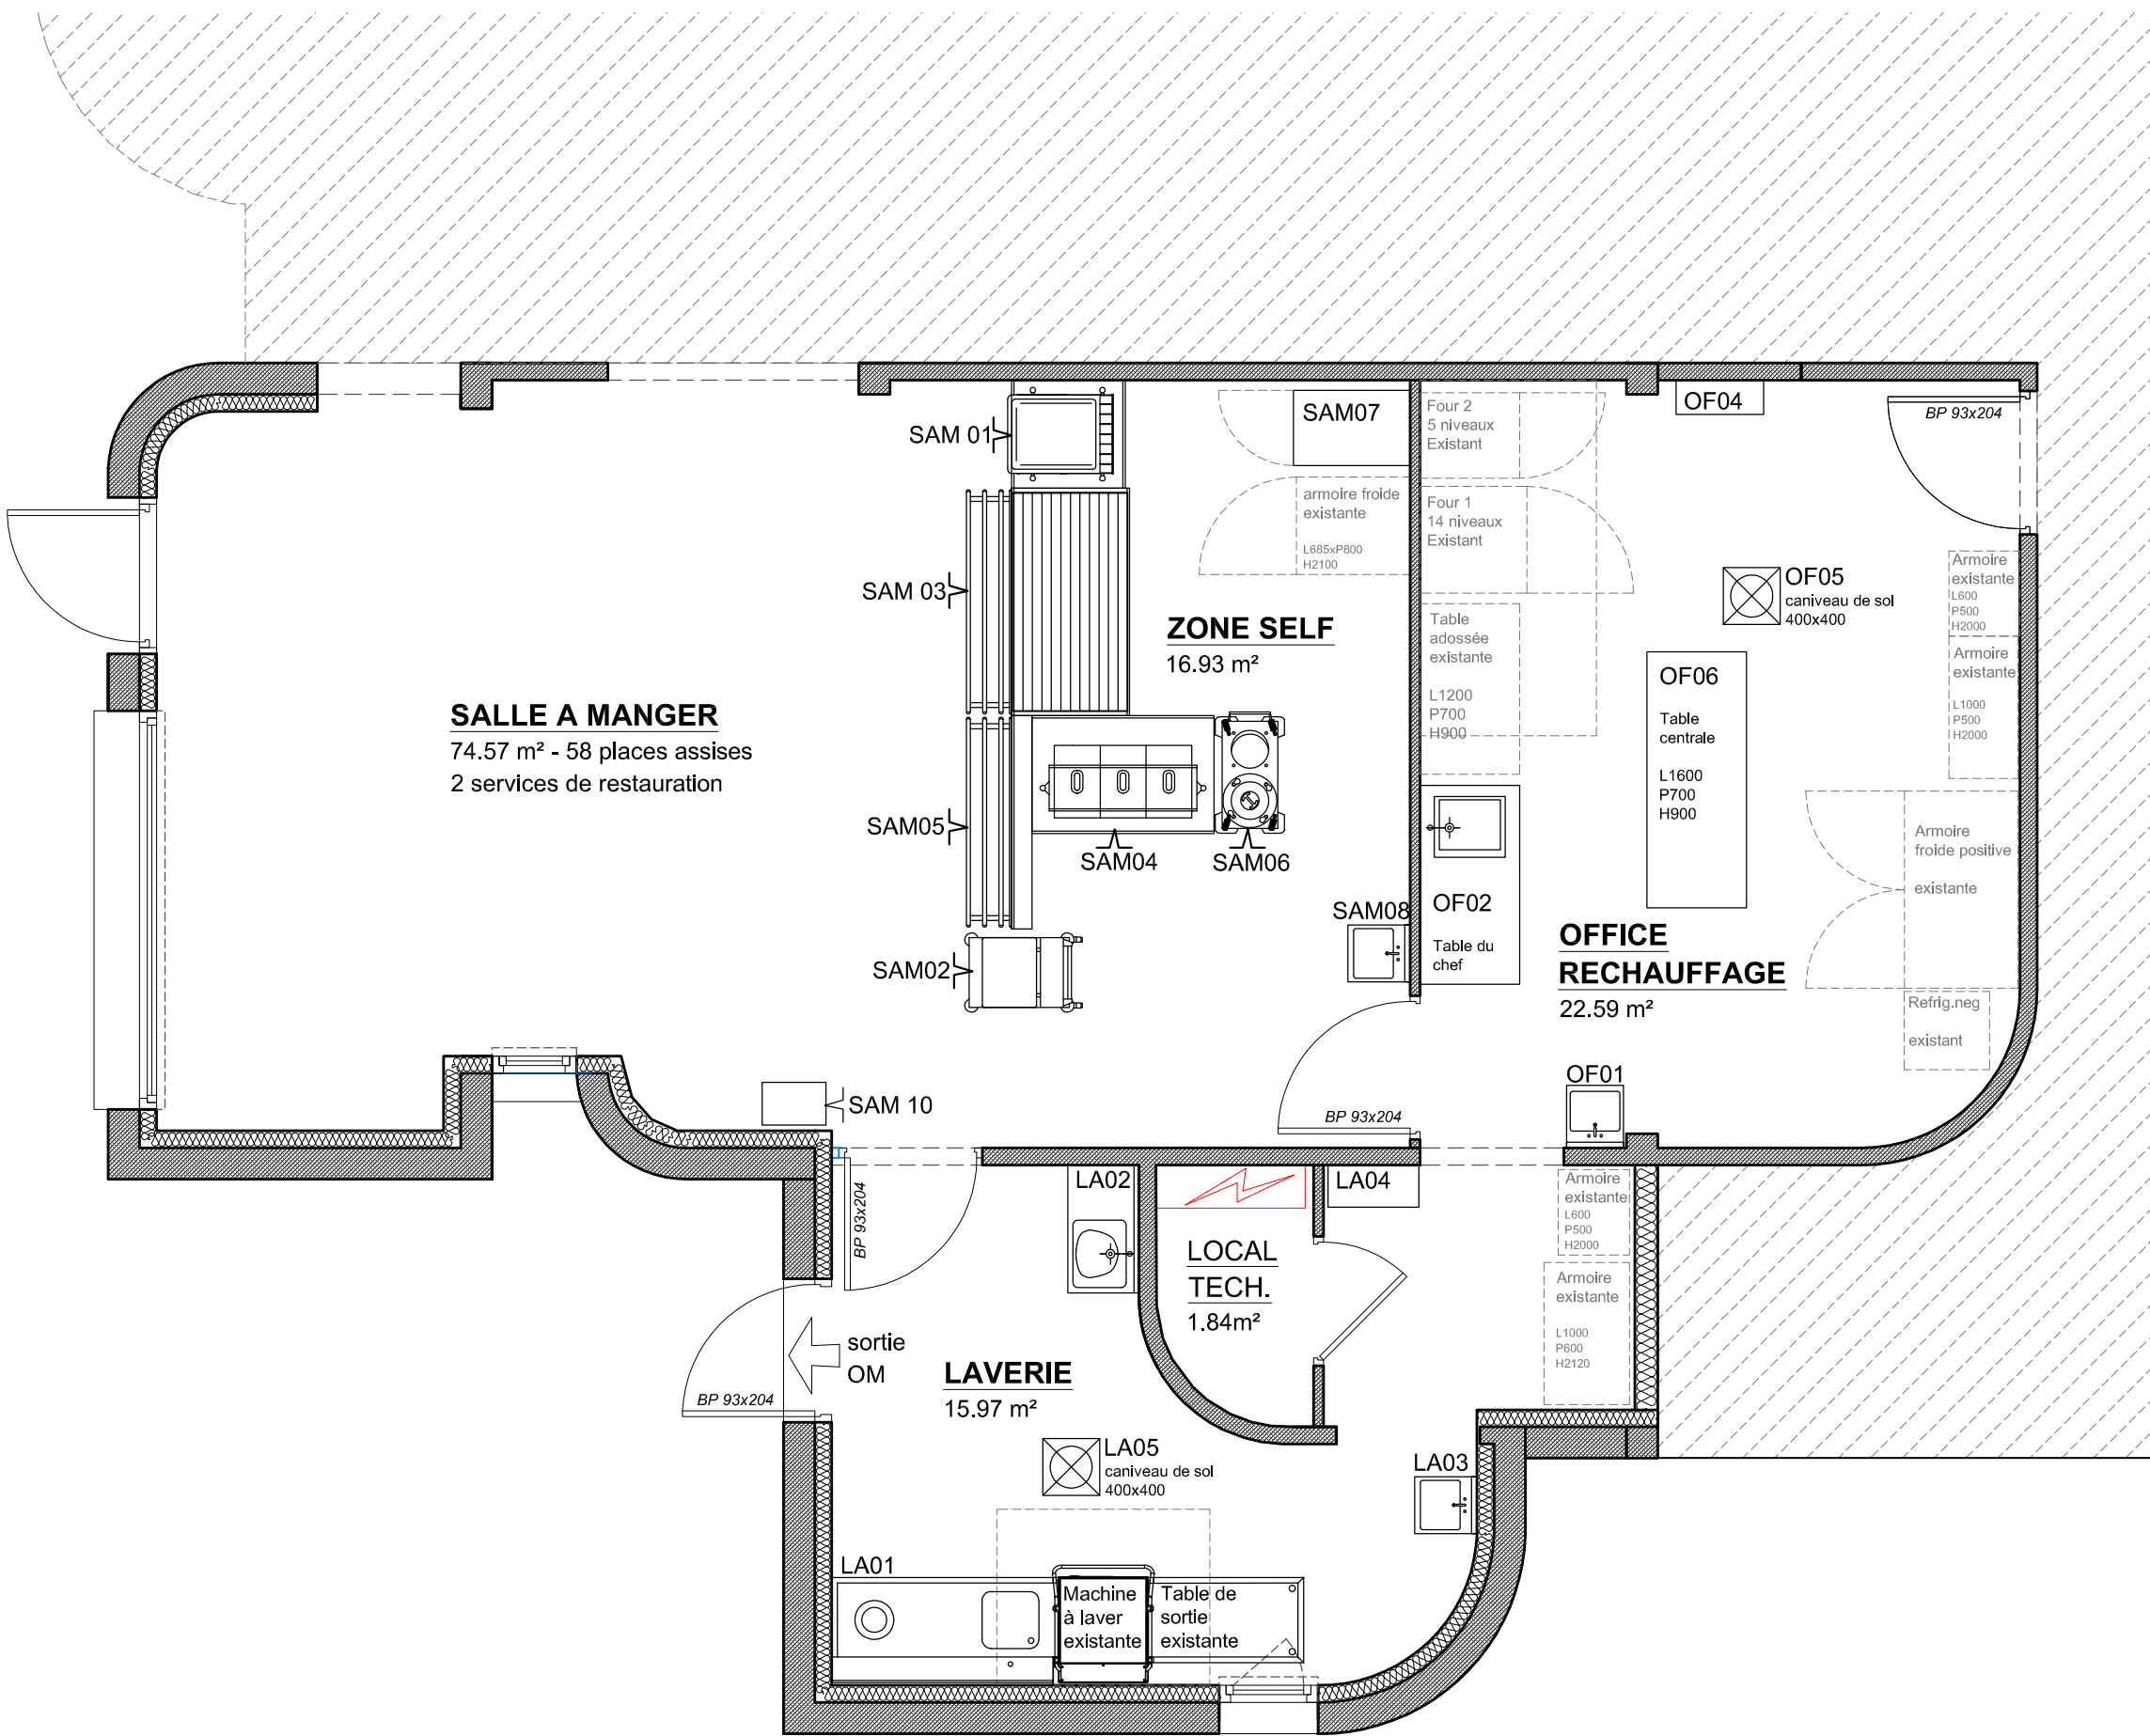 SAM 01
SAM07
Four 2
5 niveaux
Existant
OF04
BP 93x204
armoire froide
existante
L685xP800
H2100
Four 1
14 niveaux
Existant
SAM 03
OF05
caniveau de sol
400x400
Armoire
existante
L600
P500
H2000
ZONE SELF
16.93 m²
Table
adossée
existante
L1200
P700
H900
OF06
Table
centrale
L1600
P700
H900
Armoire
existante
L1000
P500
H2000
SALLE A MANGER
74.57 m² - 58 places assises
2 services de restauration
SAM05
SAM04
SAM06
Armoire
froide positive
existante
SAM08
OF02
Table du
chef
SAM02
OFFICE
RECHAUFFAGE
22.59 m²
Refrig.neg
existant
SAM 10
BP 93x204
OF01
BP 93x204
LA02
LA04
Armoire
existante
L600
P500
H2000
LOCAL
TECH.
1.84m²
Armoire
existante
L1000
P600
H2120
sortie
OM
BP 93x204
LAVERIE
15.97 m²
LA05
caniveau de sol
400x400
LA03
LA01
Machine
à laver
existante
Table de
sortie
existante